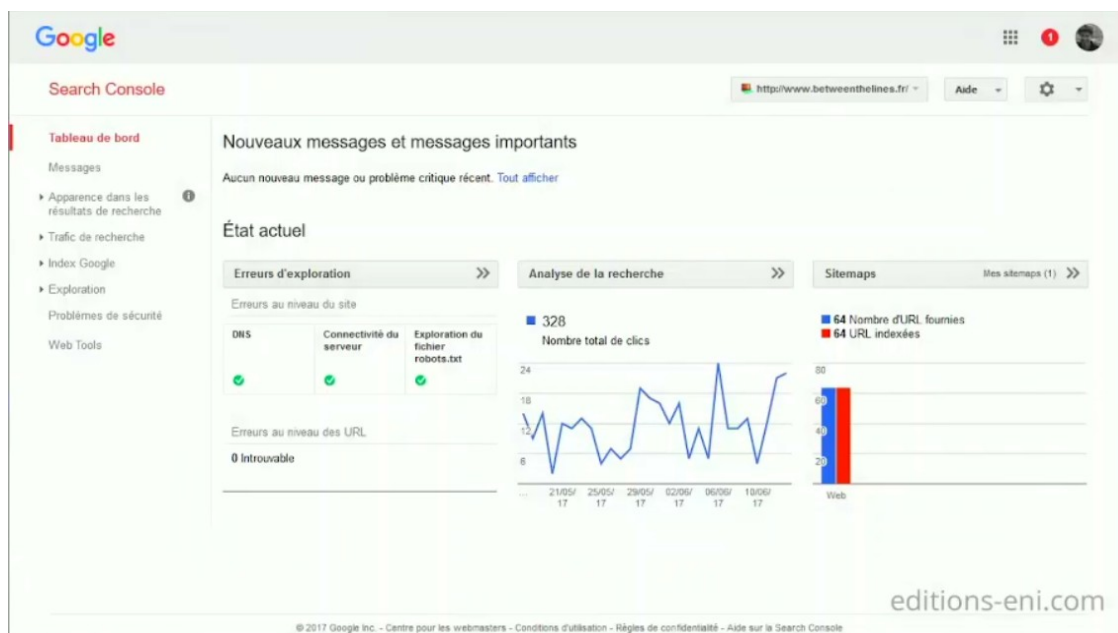 Google
1
Search Console
http://www.betweenthelines.fr/
Aide
Tableau de bord
Messages
Apparence dans les
résultats de recherche
Trafic de recherche
Index Google
Exploration
Problèmes de sécurité
Web Tools
Nouveaux messages et messages importants
Aucun nouveau message ou problème critique récent. Tout afficher
État actuel
Erreurs d'exploration
Erreurs au niveau du site
DNS
Connectivité du
serveur
Exploration du
fichier
robots.txt
Erreurs au niveau des URL
0 Introuvable
Analyse de la recherche
328
Nombre total de clics
24
18
12
6
...
21/05/
17
25/05/
17
29/05/
17
02/06/
17
06/06/
17
10/06/
17
Sitemaps
Mes sitemaps (1)
64 Nombre d'URL fournies
64 URL indexées
80
60
40
20
Web
editions-eni.com
© 2017 Google Inc. - Centre pour les webmasters - Conditions d'utilisation - Règles de confidentialité - Aide sur la Search Console